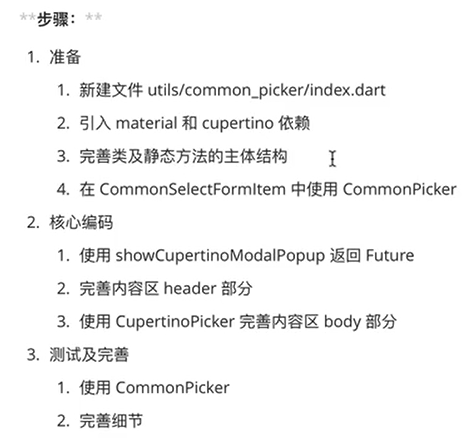 **步骤：**
1. 准备
1. 新建文件 utils/common_picker/index.dart
2. 引入 material 和 cupertino 依赖
3. 完善类及静态方法的主体结构
4. 在 CommonSelectFormItem 中使用 CommonPicker
2. 核心编码
1. 使用 showCupertinoModalPopup 返回 Future
2. 完善内容区 header 部分
3. 使用 CupertinoPicker 完善内容区 body 部分
3. 测试及完善
1. 使用 CommonPicker
2. 完善细节